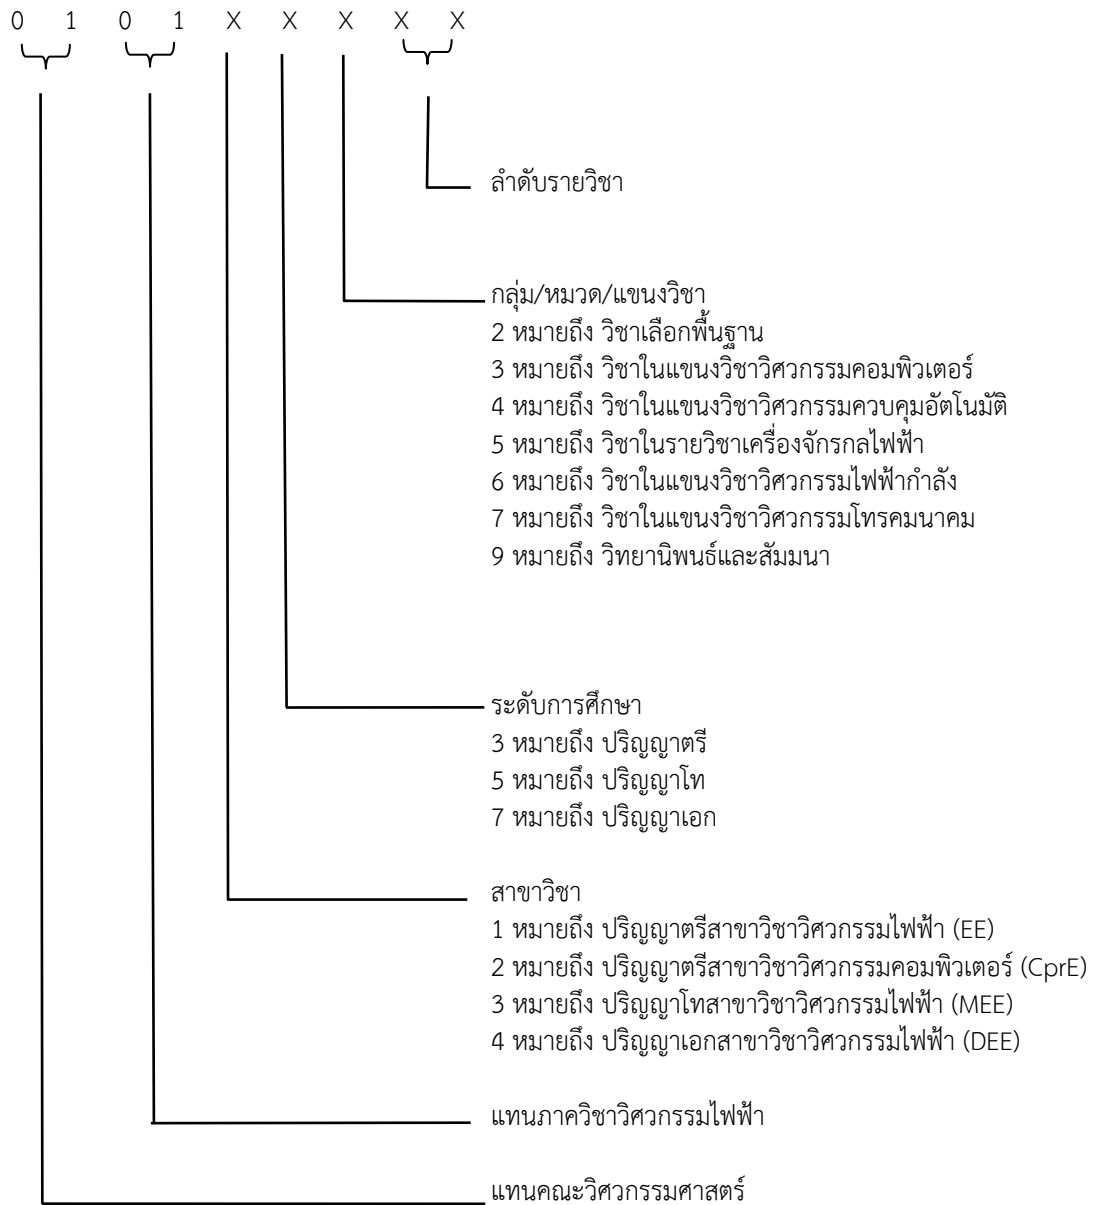 0 1 0 1 X X X X X
ลำดับรายวิชา
กลุ่ม/หมวด/แขนงวิชา
2 หมายถึง วิชาเลือกพื้นฐาน
3 หมายถึง วิชาในแขนงวิชาวิศวกรรมคอมพิวเตอร์
4 หมายถึง วิชาในแขนงวิชาวิศวกรรมควบคุมอัตโนมัติ
5 หมายถึง วิชาในรายวิชาเครื่องจักรกลไฟฟ้า
6 หมายถึง วิชาในแขนงวิชาวิศวกรรมไฟฟ้ากำลัง
7 หมายถึง วิชาในแขนงวิชาวิศวกรรมโทรคมนาคม
9 หมายถึง วิทยานิพนธ์และสัมมนา
ระดับการศึกษา
3 หมายถึง ปริญญาตรี
5 หมายถึง ปริญญาโท
7 หมายถึง ปริญญาเอก
สาขาวิชา
1 หมายถึง ปริญญาตรีสาขาวิชาวิศวกรรมไฟฟ้า (EE)
2 หมายถึง ปริญญาตรีสาขาวิชาวิศวกรรมคอมพิวเตอร์ (CprE)
3 หมายถึง ปริญญาโทสาขาวิชาวิศวกรรมไฟฟ้า (MEE)
4 หมายถึง ปริญญาเอกสาขาวิชาวิศวกรรมไฟฟ้า (DEE)
แทนภาควิชาวิศวกรรมไฟฟ้า
แทนคณะวิศวกรรมศาสตร์